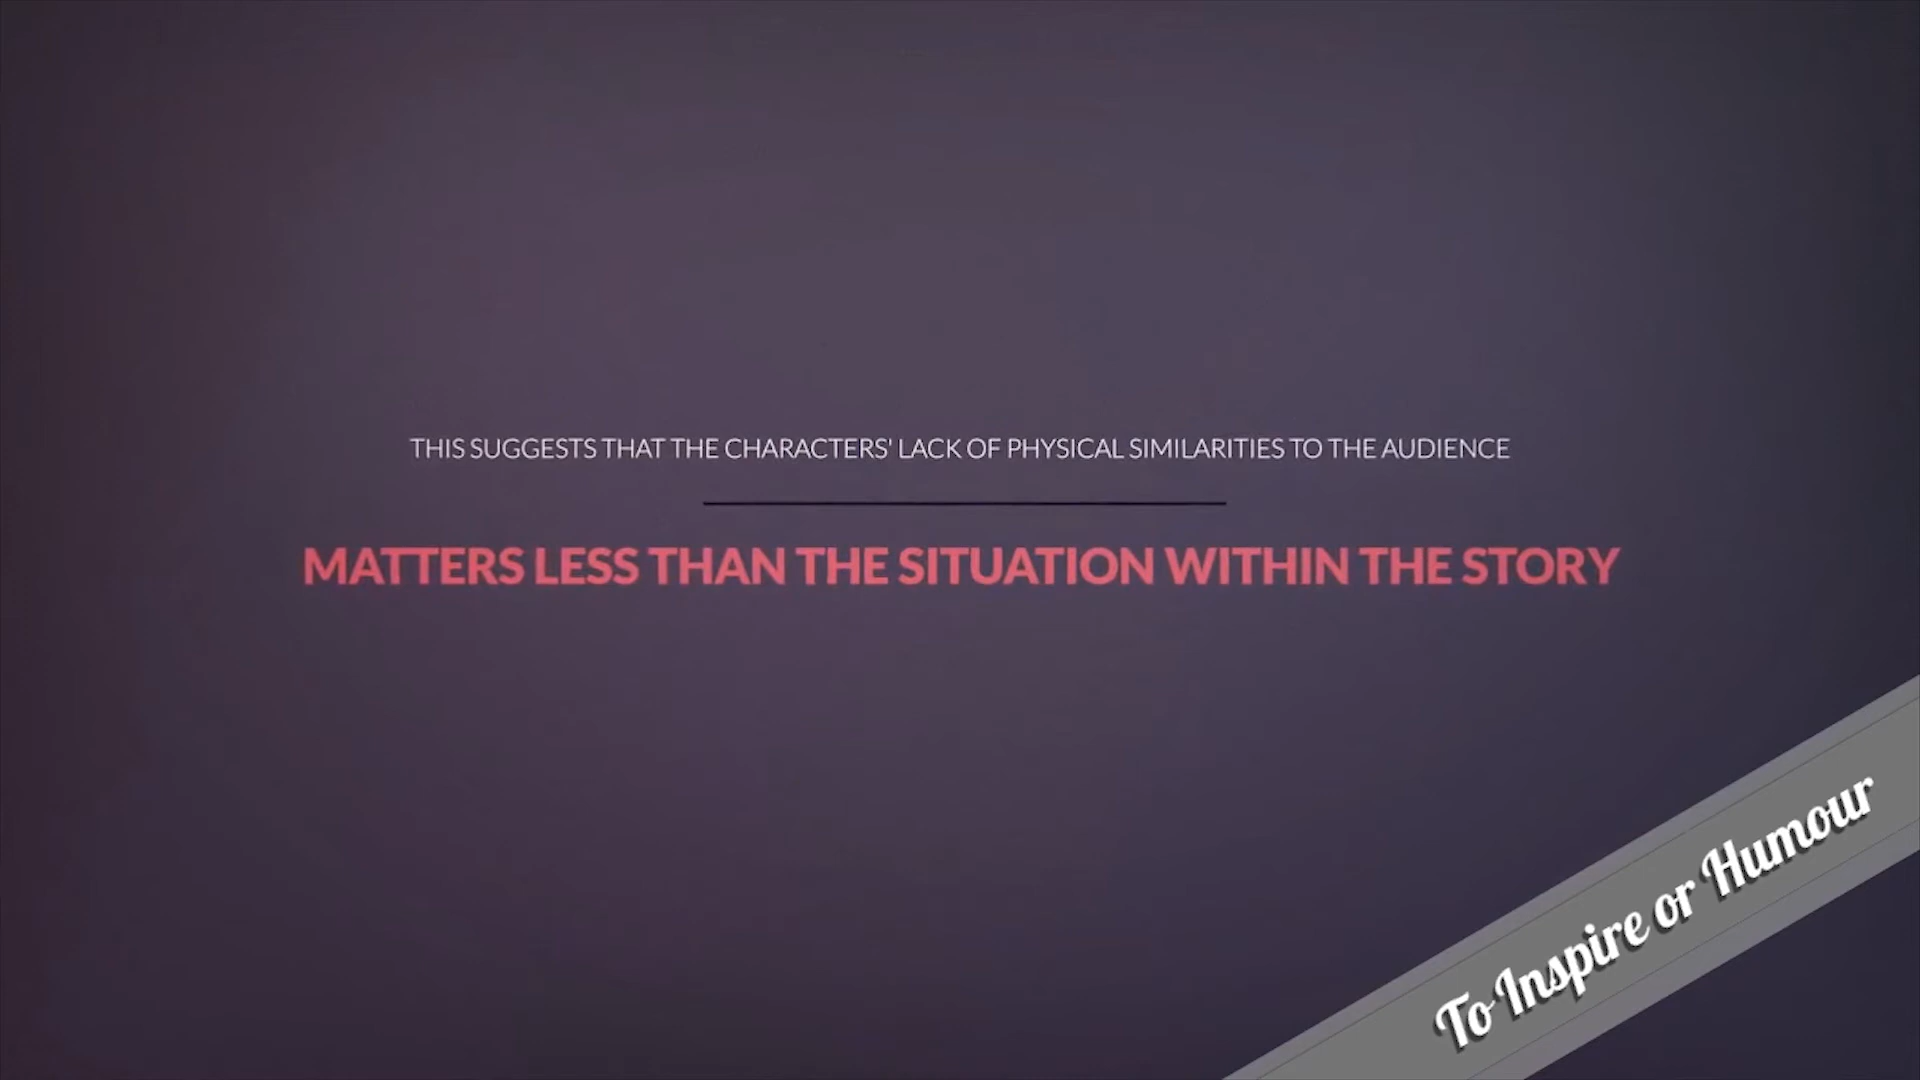 THIS SUGGESTS THAT THE CHARACTERS' LACK OF PHYSICAL SIMILARITIES TO THE AUDIENCE
MATTERS LESS THAN THE SITUATION WITHIN THE STORY
To Inspire or Humour